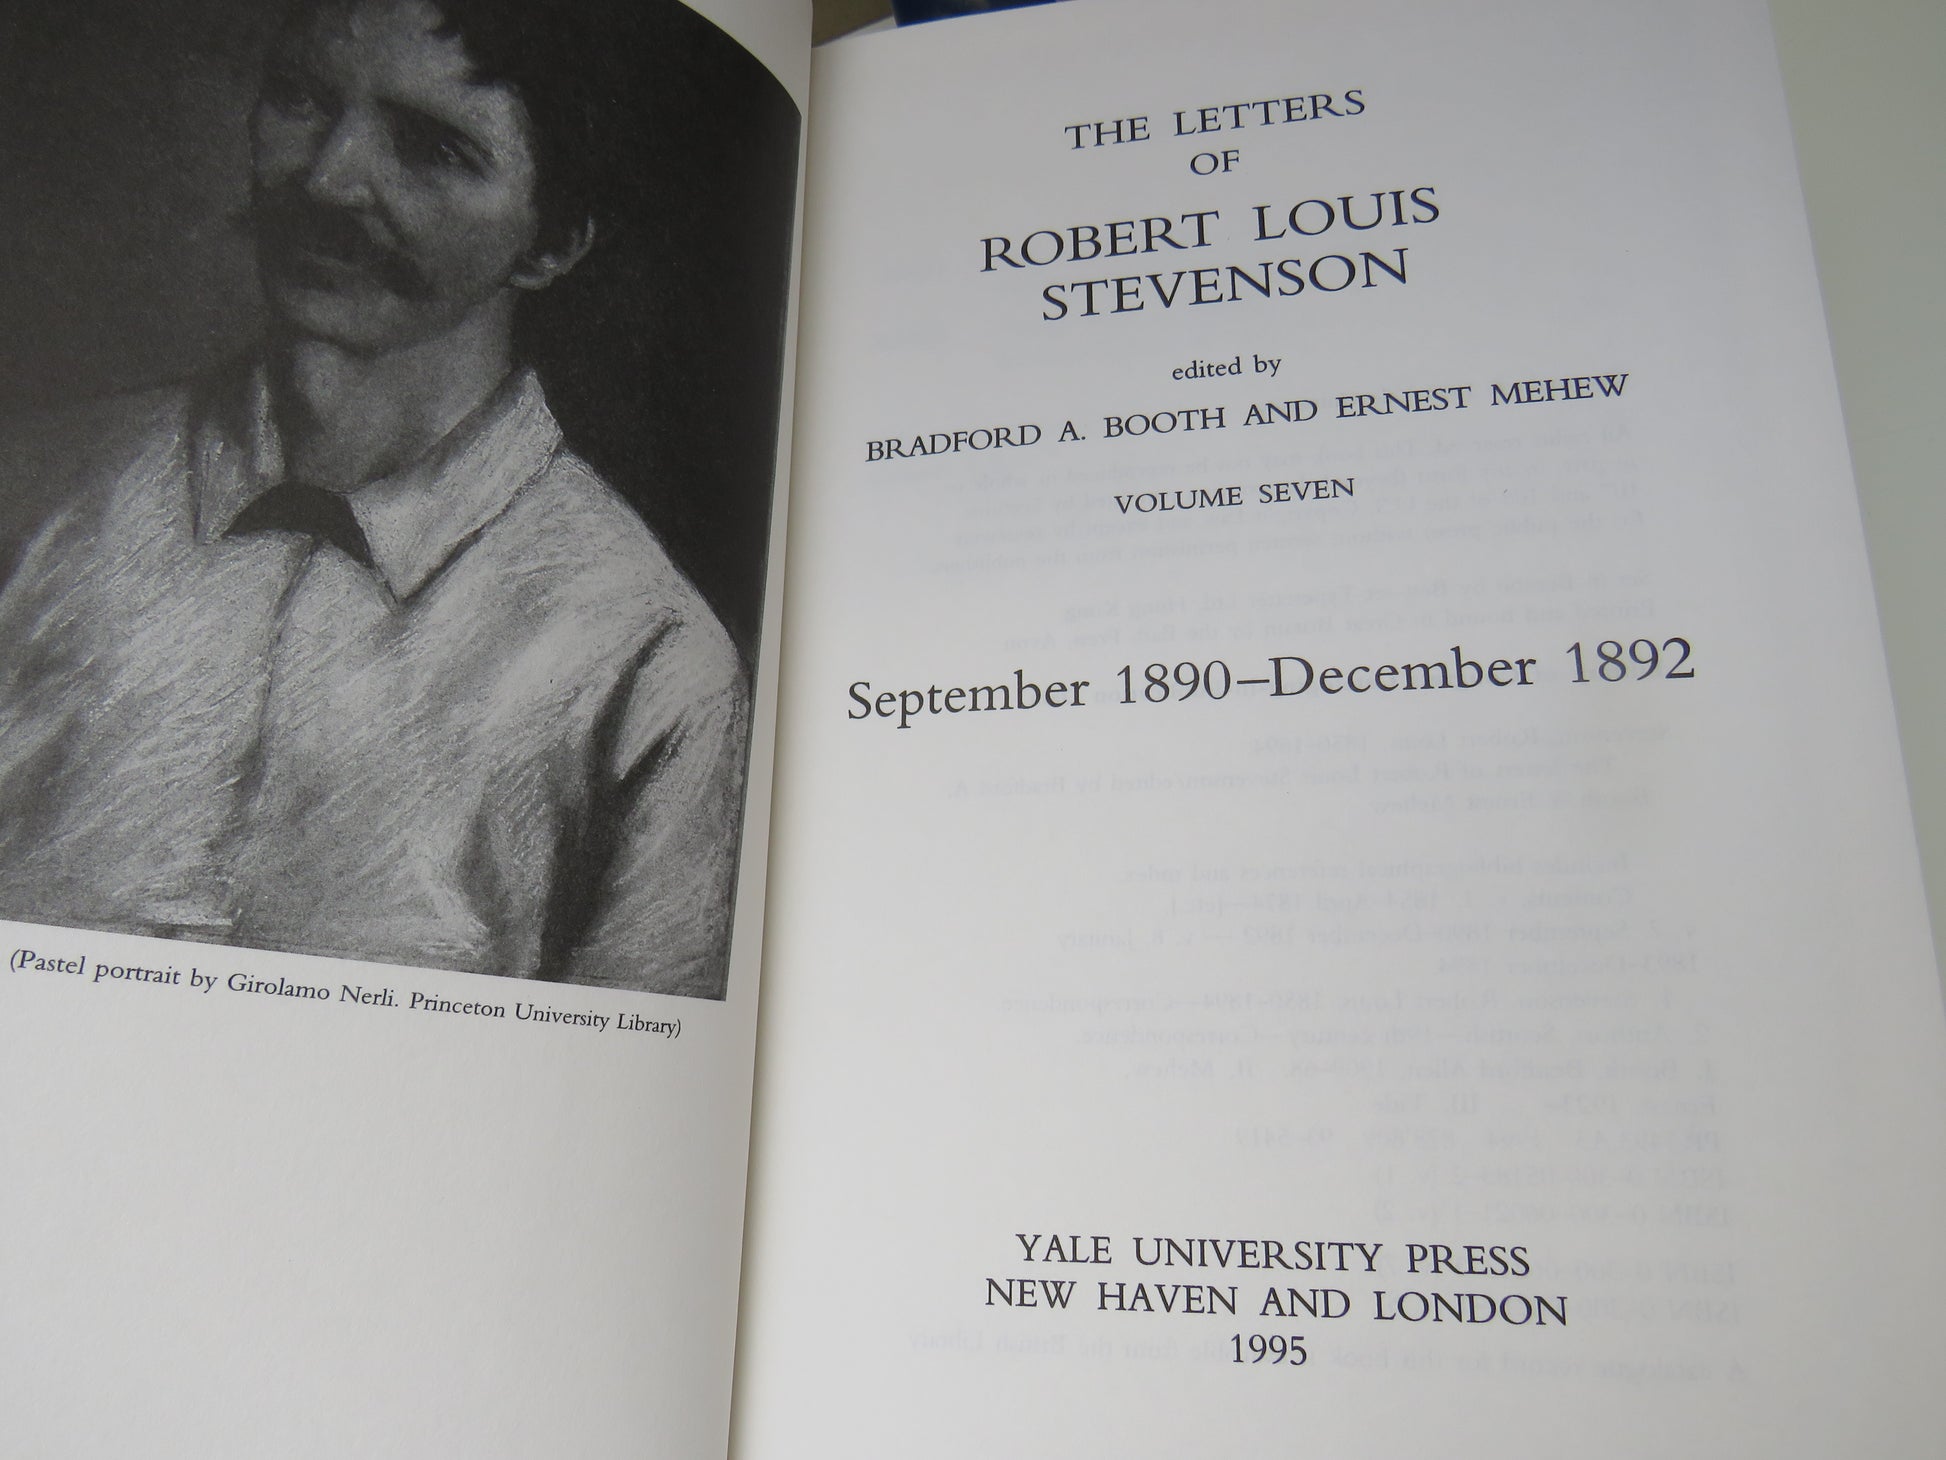 (Pastel portrait by Girolamo Nerli. Princeton University Library)
THE LETTERS
OF
ROBERT LOUIS
STEVENSON
edited by
BRADFORD A. BOOTH AND ERNEST MEHEW
VOLUME SEVEN
September 1890–December 1892
YALE UNIVERSITY PRESS
NEW HAVEN AND LONDON
1995